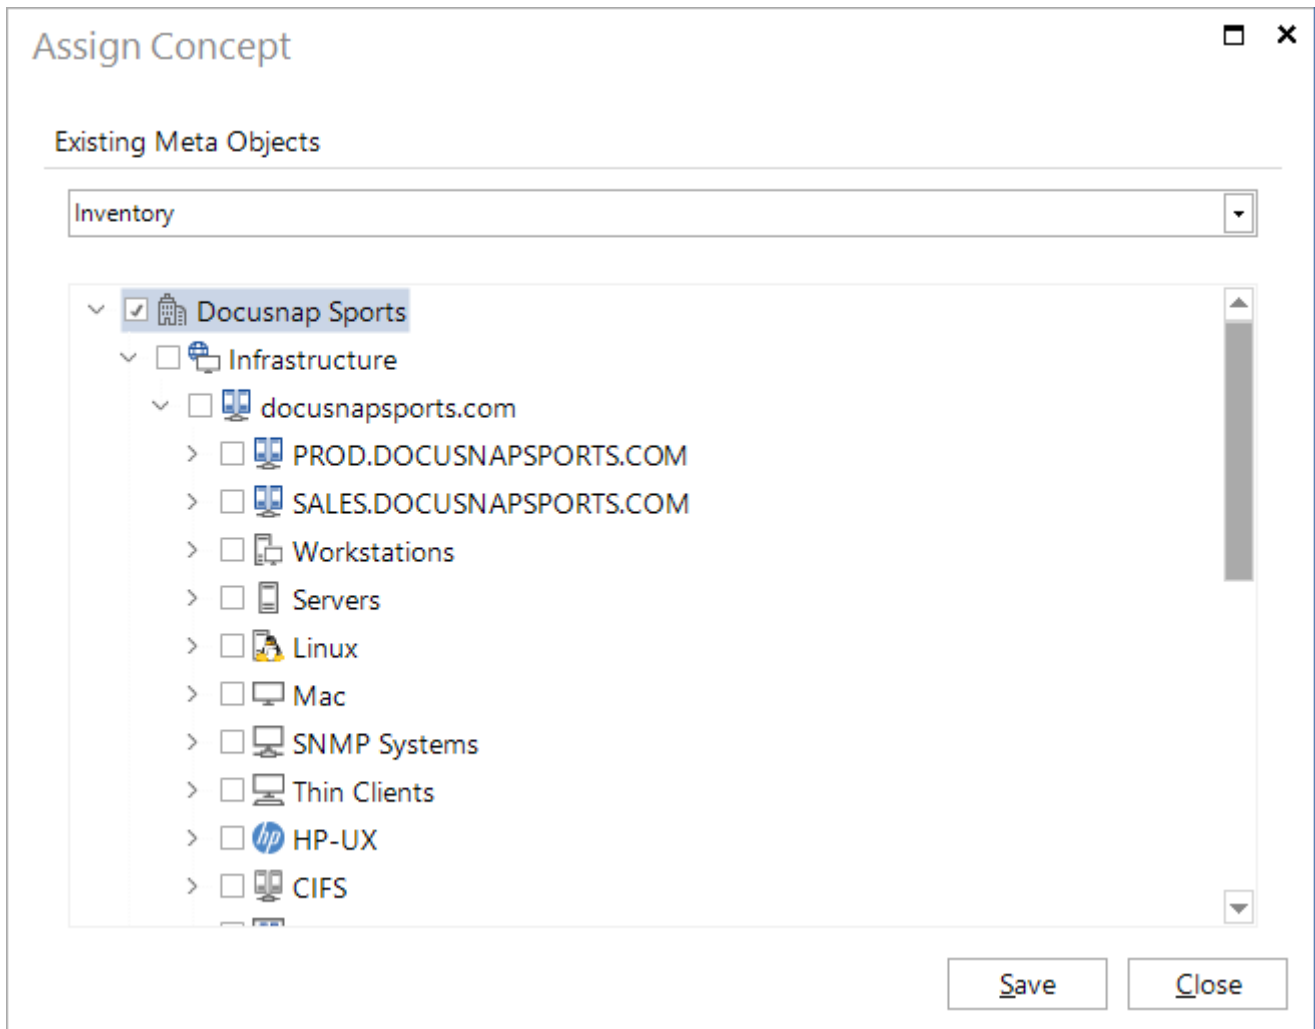 Assign Concept
Existing Meta Objects
Inventory
Docusnap Sports
Infrastructure
docusnapsports.com
PROD.DOCUSNAPSPORTS.COM
SALES.DOCUSNAPSPORTS.COM
Workstations
Servers
Linux
Mac
SNMP Systems
Thin Clients
hp HP-UX
CIFS
Save Close